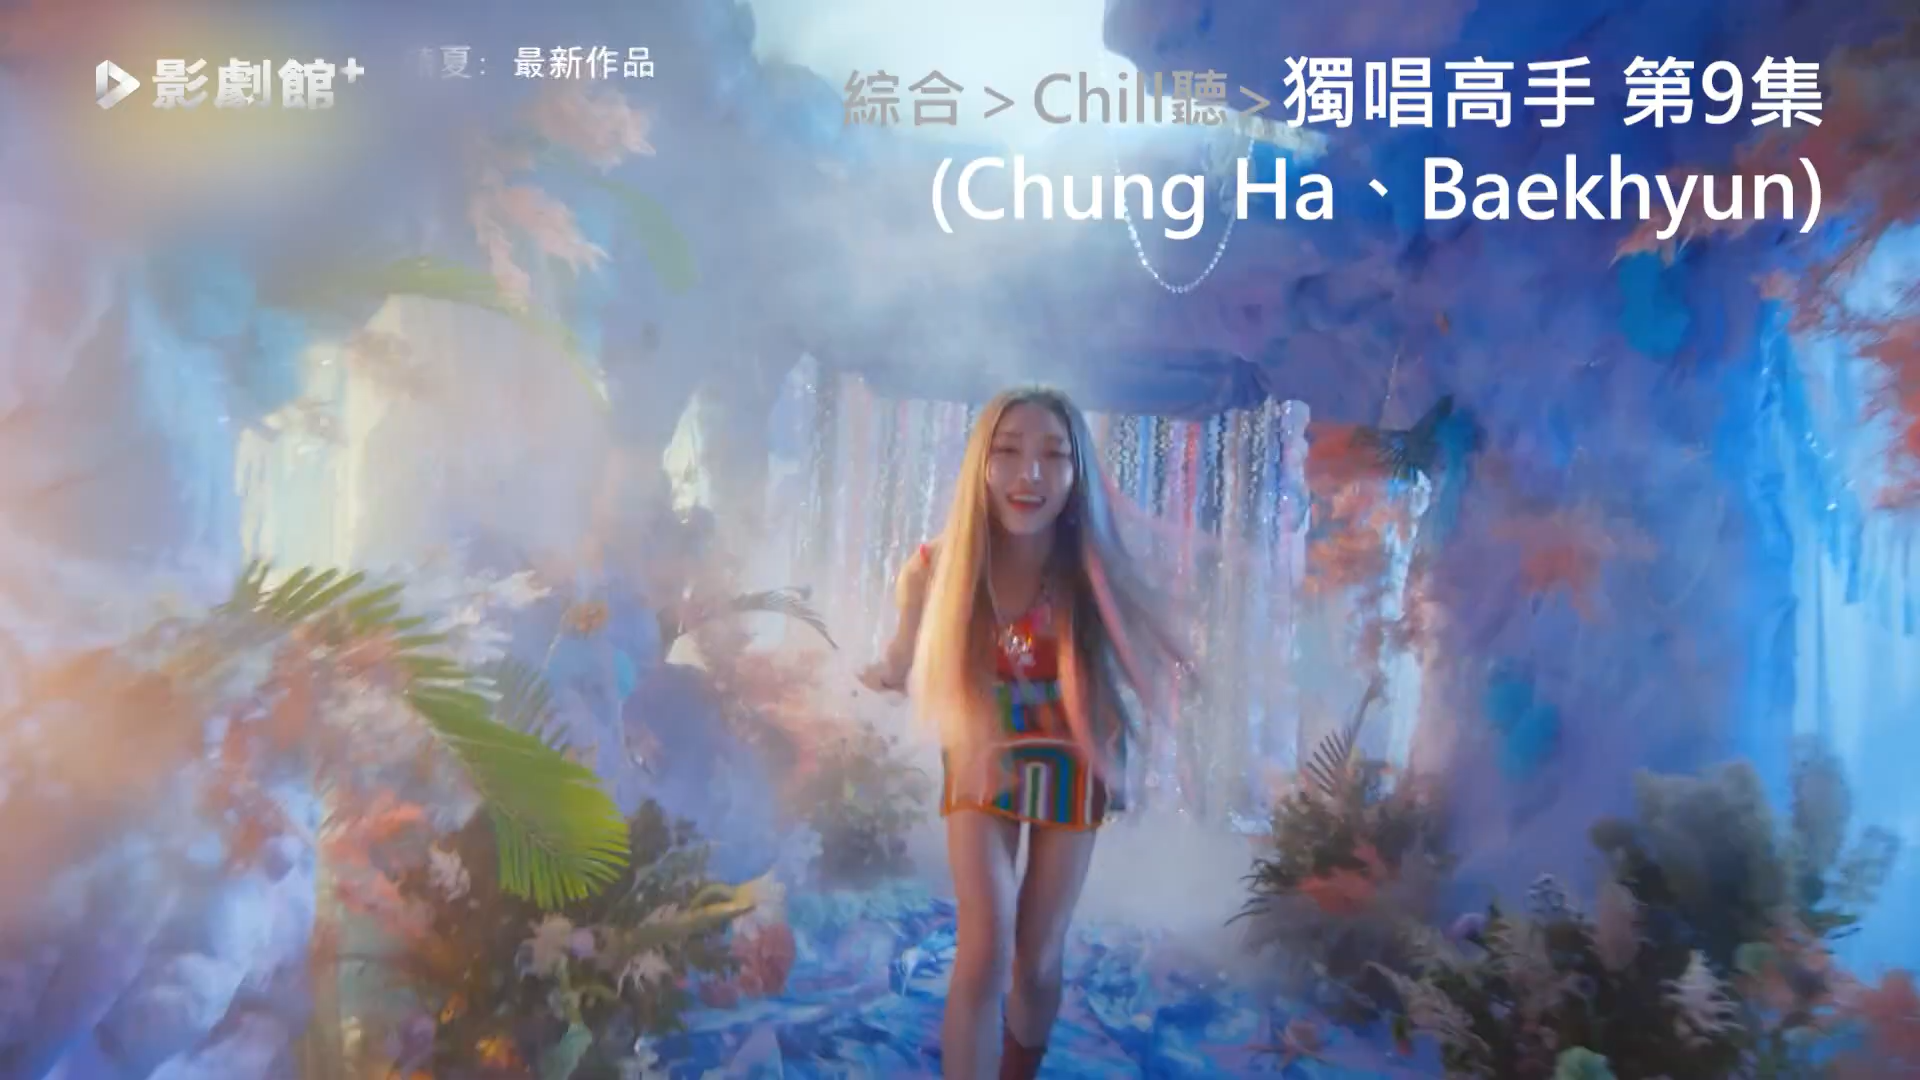 影劇館+
夏：最新作品
綜合 > Chill聽 > 獨唱高手 第9集
(Chung Ha、Baekhyun)